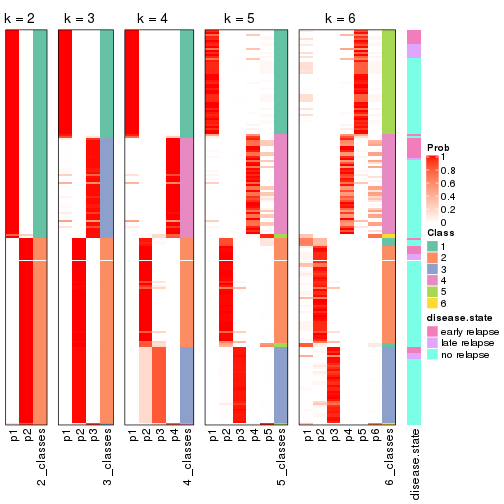 k = 2 k = 3 k = 4 k = 5 k = 6
Prob
1
0.8
0.6
0.4
0.2
0
Class
1
2
3
4
5
6
disease.state
early relapse
late relapse
no relapse
p1 p2 2_classes p1 p2 p3 3_classes p1 p2 p3 p4 4_classes p1 p2 p3 p4 p5 5_classes p1 p2 p3 p4 p5 p6 6_classes disease.state